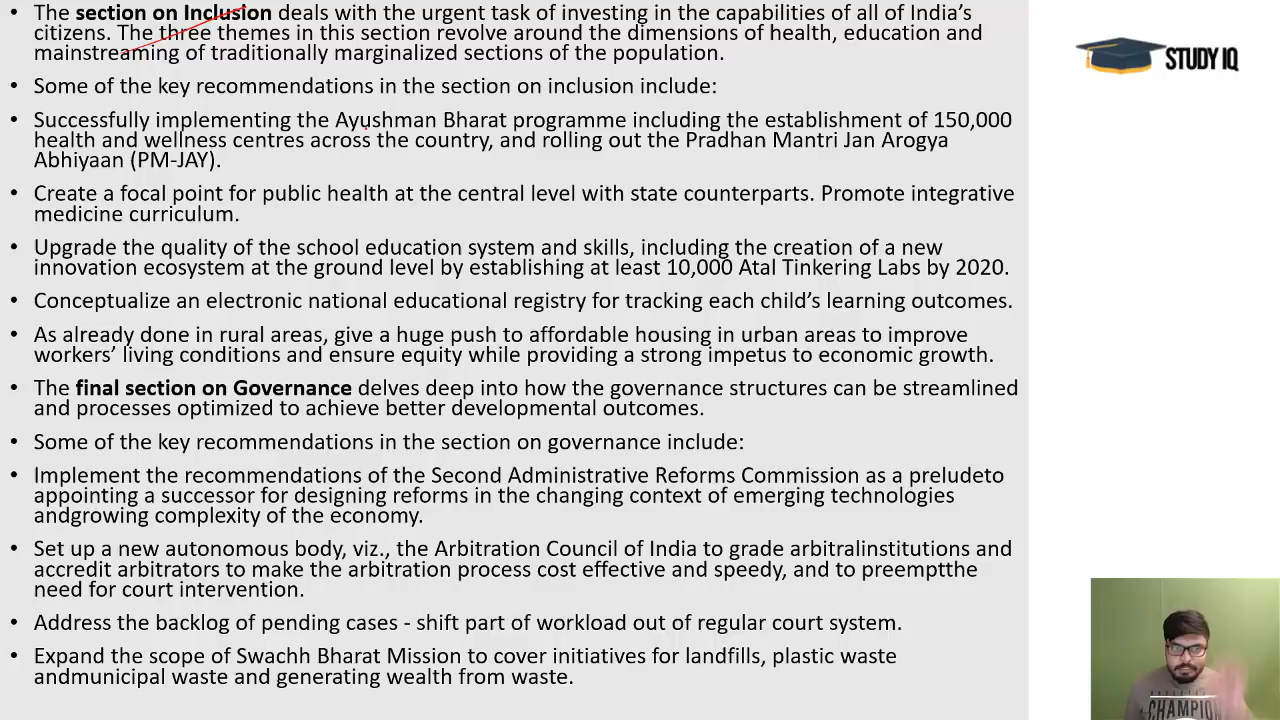 • The section on Inclusion deals with the urgent task of investing in the capabilities of all of India's
citizens. The three themes in this section revolve around the dimensions of health, education and
mainstreaming of traditionally marginalized sections of the population.
• Some of the key recommendations in the section on inclusion include:
• Successfully implementing the Ayushman Bharat programme including the establishment of 150,000
health and wellness centres across the country, and rolling out the Pradhan Mantri Jan Arogya
Abhiyaan (PM-JAY).
• Create a focal point for public health at the central level with state counterparts. Promote integrative
medicine curriculum.
• Upgrade the quality of the school education system and skills, including the creation of a new
innovation ecosystem at the ground level by establishing at least 10,000 Atal Tinkering Labs by 2020.
• Conceptualize an electronic national educational registry for tracking each child's learning outcomes.
• As already done in rural areas, give a huge push to affordable housing in urban areas to improve
workers' living conditions and ensure equity while providing a strong impetus to economic growth.
• The final section on Governance delves deep into how the governance structures can be streamlined
and processes optimized to achieve better developmental outcomes.
• Some of the key recommendations in the section on governance include:
• Implement the recommendations of the Second Administrative Reforms Commission as a preludeto
appointing a successor for designing reforms in the changing context of emerging technologies
andgrowing complexity of the economy.
• Set up a new autonomous body, viz., the Arbitration Council of India to grade arbitralinstitutions and
accredit arbitrators to make the arbitration process cost effective and speedy, and to preemptthe
need for court intervention.
• Address the backlog of pending cases - shift part of workload out of regular court system.
• Expand the scope of Swachh Bharat Mission to cover initiatives for landfills, plastic waste
andmunicipal waste and generating wealth from waste.
STUDY IQ
CHAMPION